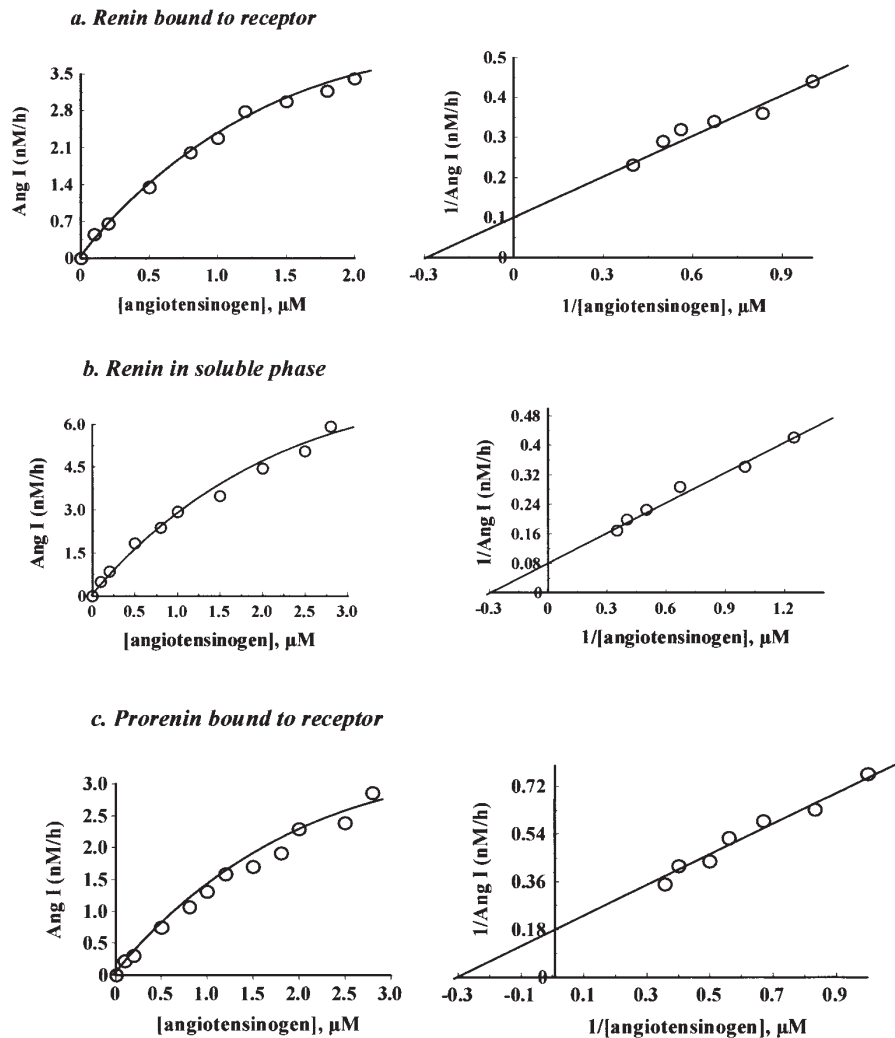 a. Renin bound to receptor
Ang I (nM/h)
3.5
2.8
2.1
1.4
0.7
0
0 0.5 1.0 1.5 2.0
[angiotensinogen], µM
1/Ang I (nM/h)
0.5
0.4
0.3
0.2
0.1
0
-0.3 0 0.3 0.6 0.9
1/[angiotensinogen], µM
b. Renin in soluble phase
Ang I (nM/h)
6.0
4.5
3.0
1.5
0
0 0.5 1.0 1.5 2.0 2.5 3.0
[angiotensinogen], µM
1/Ang I (nM/h)
0.48
0.4
0.32
0.24
0.16
0.08
0
-0.3 0 0.3 0.6 0.9 1.2
1/[angiotensinogen], µM
c. Prorenin bound to receptor
Ang I (nM/h)
3.0
2.5
2.0
1.5
1.0
0.5
0
0 1.0 2.0 3.0
[angiotensinogen], µM
1/Ang I (nM/h)
0.72
0.54
0.36
0.18
0
-0.3 -0.1 0.1 0.3 0.5 0.7 0.9
1/[angiotensinogen], µM